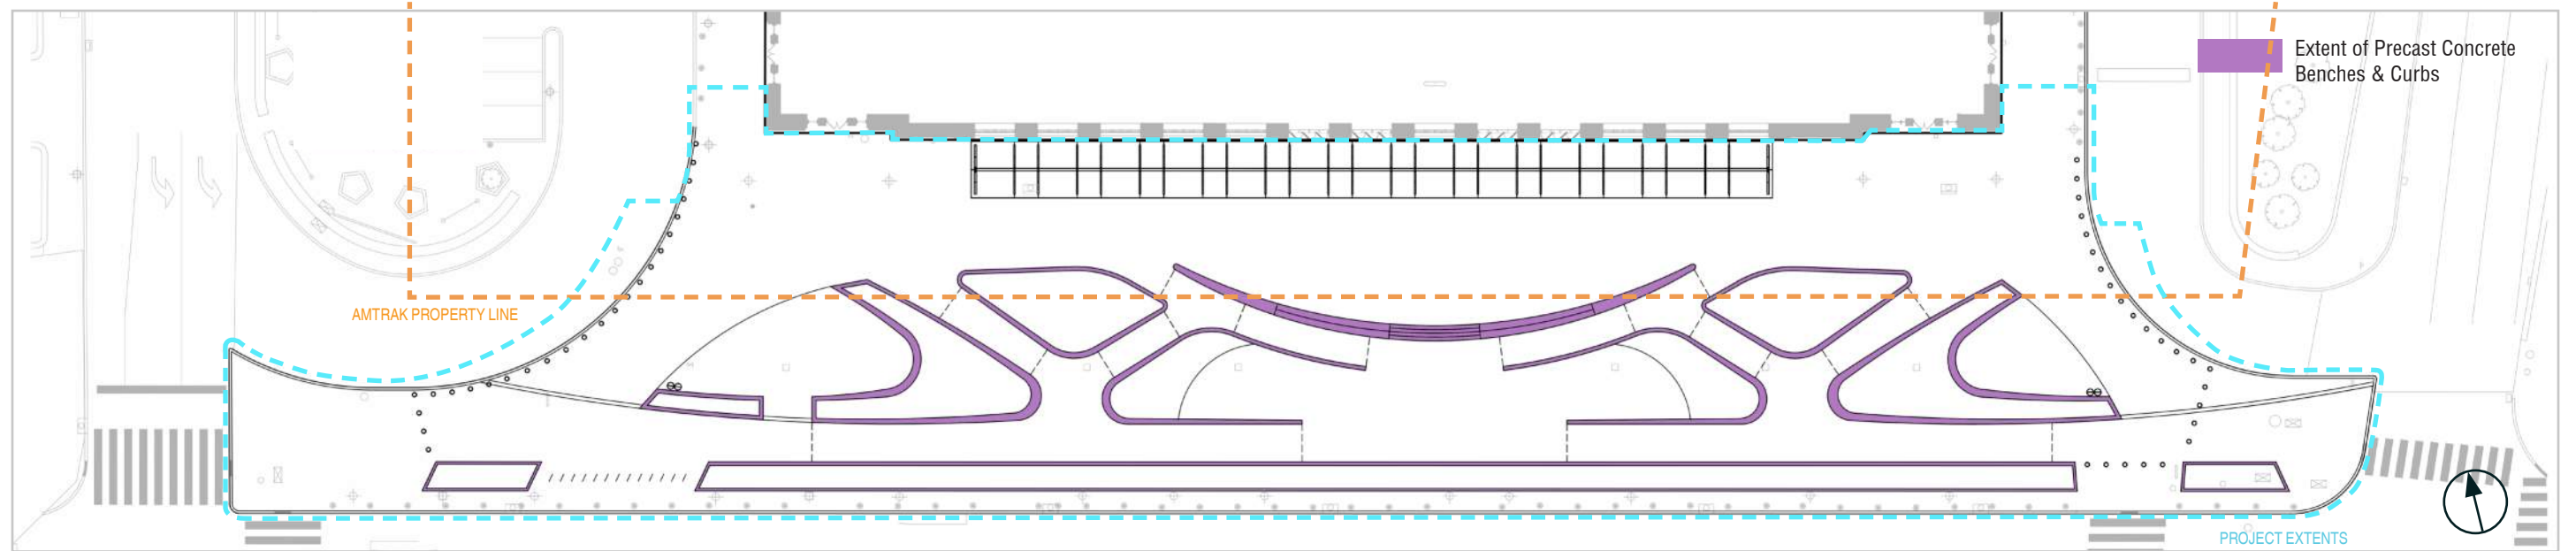 Extent of Precast Concrete
Benches & Curbs
AMTRAK PROPERTY LINE
PROJECT EXTENTS